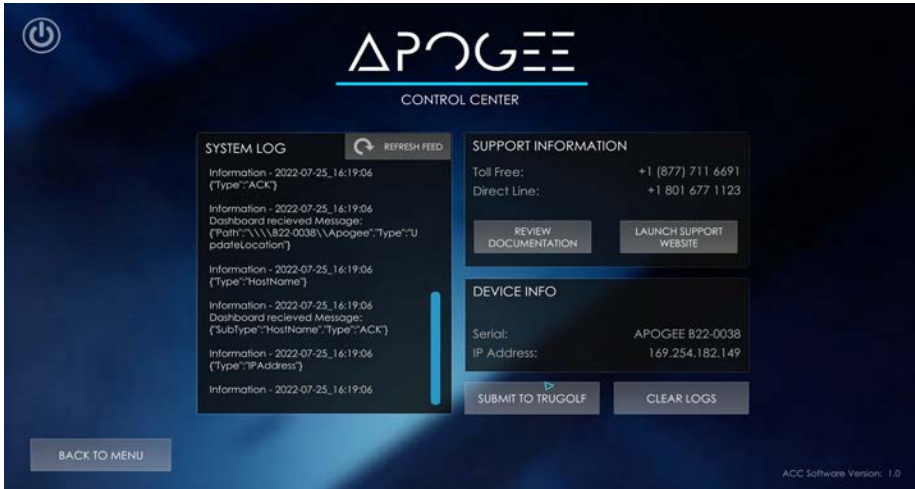 APOGEE
CONTROL CENTER
SYSTEM LOG
REFRESH FEED
Information - 2022-07-25_16:19:06
{"Type":"ACK"}
Information - 2022-07-25_16:19:06
Dashboard recieved Message:
{"Path":"\\\\B22-0038\\Apogee","Type":"U
pdateLocation"}
Information - 2022-07-25_16:19:06
{"Type":"HostName"}
Information - 2022-07-25_16:19:06
Dashboard recieved Message:
{"SubType":"HostName","Type":"ACK"}
Information - 2022-07-25_16:19:06
{"Type":"IPAddress"}
Information - 2022-07-25_16:19:06
SUPPORT INFORMATION
Toll Free: +1 (877) 711 6691
Direct Line: +1 801 677 1123
REVIEW
DOCUMENTATION
LAUNCH SUPPORT
WEBSITE
DEVICE INFO
Serial: APOGEE B22-0038
IP Address: 169.254.182.149
SUBMIT TO TRUGOLF
CLEAR LOGS
BACK TO MENU
ACC Software Version: 1.0